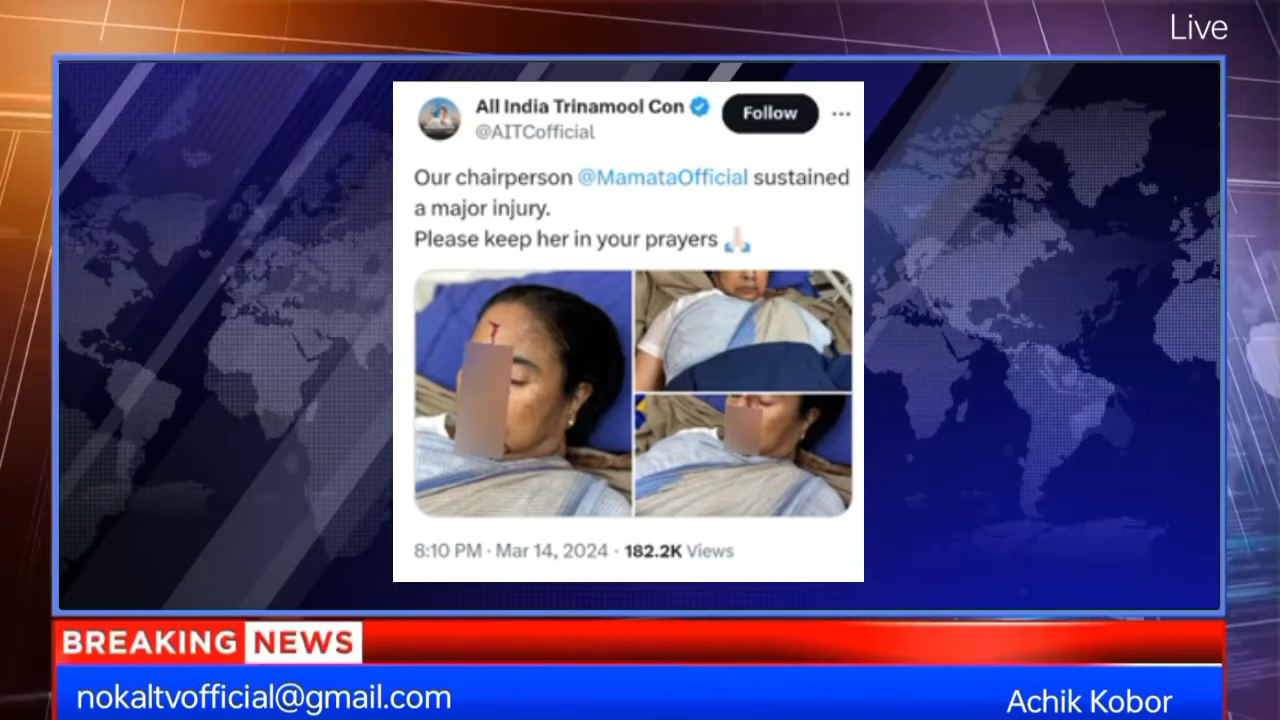 Live
All India Trinamool Con
@AITCofficial
Follow
Our chairperson @MamataOfficial sustained
a major injury.
Please keep her in your prayers 🙏🏻
8:10 PM · Mar 14, 2024 · 182.2K Views
BREAKING NEWS
nokaltvofficial@gmail.com
Achik Kobor